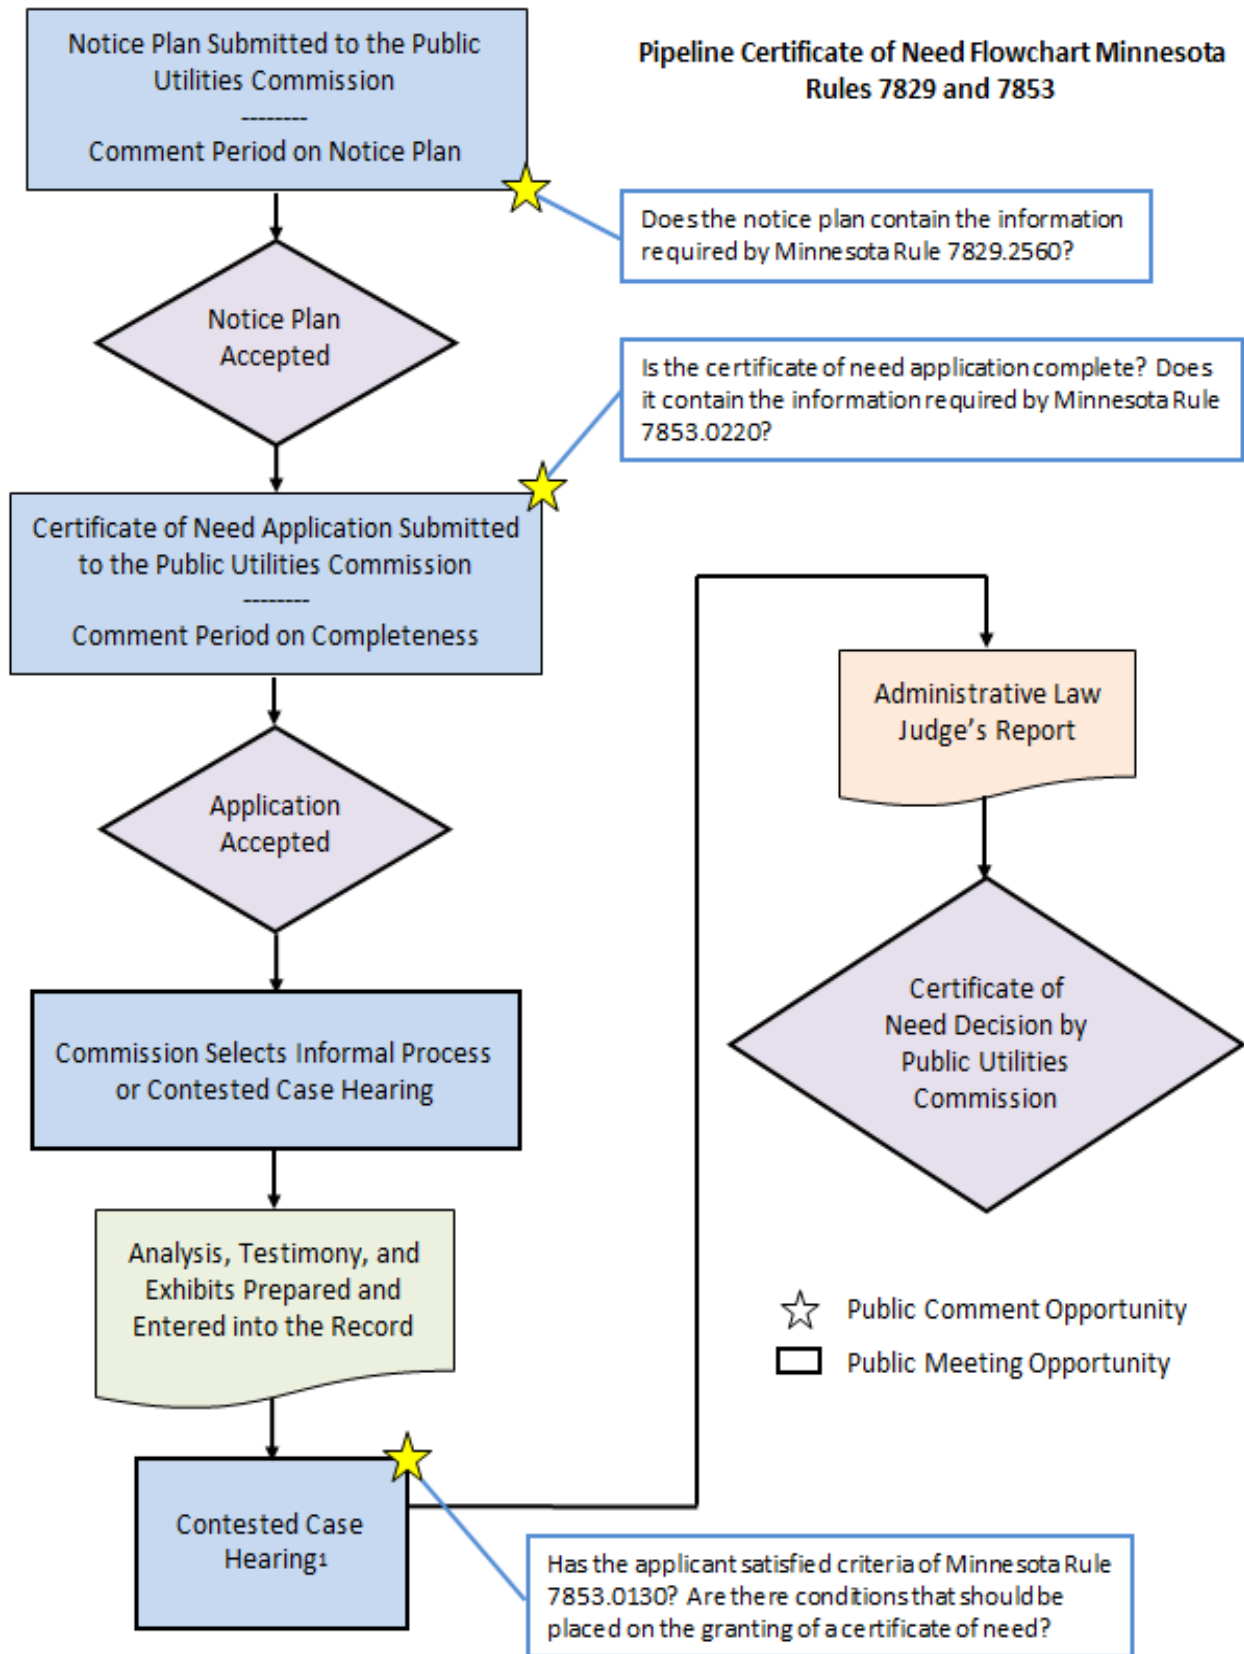 Pipeline Certificate of Need Flowchart Minnesota
Rules 7829 and 7853
Notice Plan Submitted to the Public
Utilities Commission
--------
Comment Period on Notice Plan
Does the notice plan contain the information
required by Minnesota Rule 7829.2560?
Notice Plan
Accepted
Is the certificate of need application complete? Does
it contain the information required by Minnesota Rule
7853.0220?
Certificate of Need Application Submitted
to the Public Utilities Commission
--------
Comment Period on Completeness
Application
Accepted
Commission Selects Informal Process
or Contested Case Hearing
Analysis, Testimony, and
Exhibits Prepared and
Entered into the Record
Contested Case
Hearing1
Has the applicant satisfied criteria of Minnesota Rule
7853.0130? Are there conditions that should be
placed on the granting of a certificate of need?
Administrative Law
Judge's Report
Certificate of
Need Decision by
Public Utilities
Commission
Public Comment Opportunity
Public Meeting Opportunity